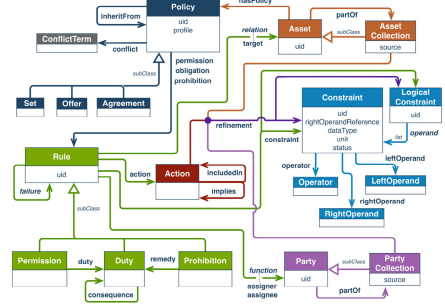 Policy
uid
profile
inheritFrom
ConflictTerm
conflict
hasPolicy
relation
target
Asset
uid
partOf
subClass
Asset
Collection
source
subClass
permission
obligation
prohibition
Set
Offer
Agreement
Constraint
uid
rightOperandReference
dataType
unit
status
Logical
Constraint
uid
operand
list
refinement
constraint
Rule
uid
failure
action
Action
includedIn
implies
operator
leftOperand
Operator
LeftOperand
rightOperand
RightOperand
subClass
Permission
duty
Duty
remedy
Prohibition
consequence
function
assigner
assignee
Party
uid
subClass
partOf
Party
Collection
source